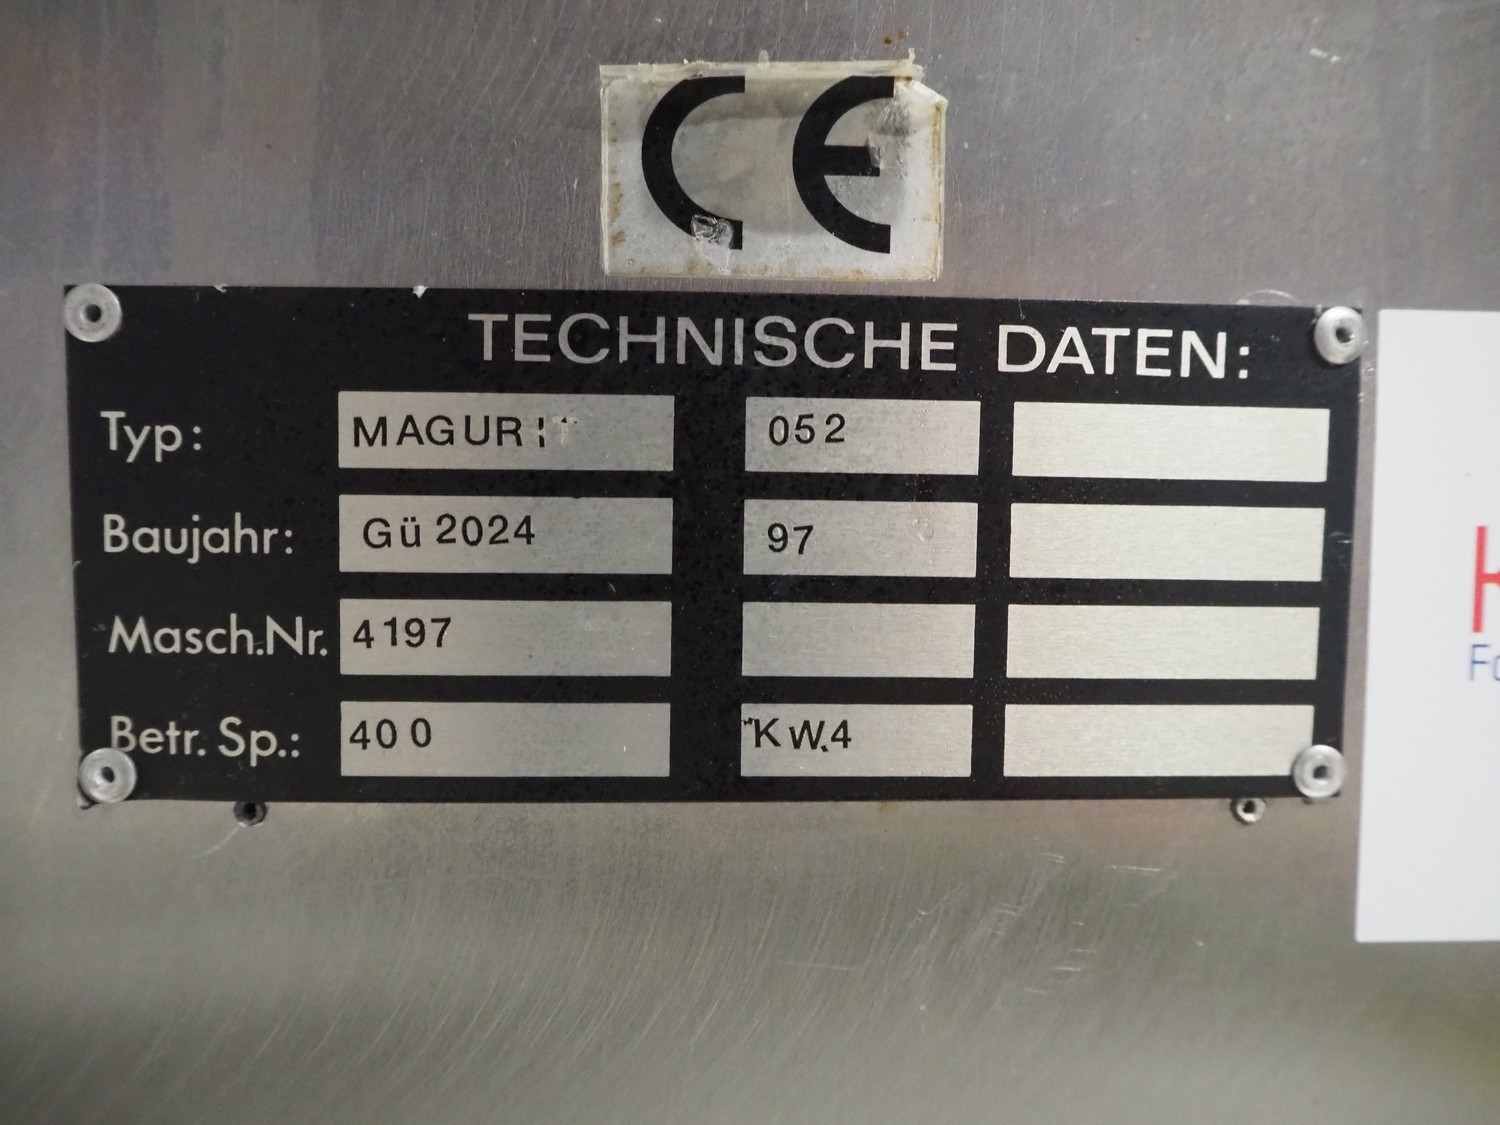 CE
TECHNISCHE DATEN:
Typ: MAGURIT 052
Baujahr: Gü 2024 97
Masch.Nr. 4197
Betr. Sp.: 400 KW.4